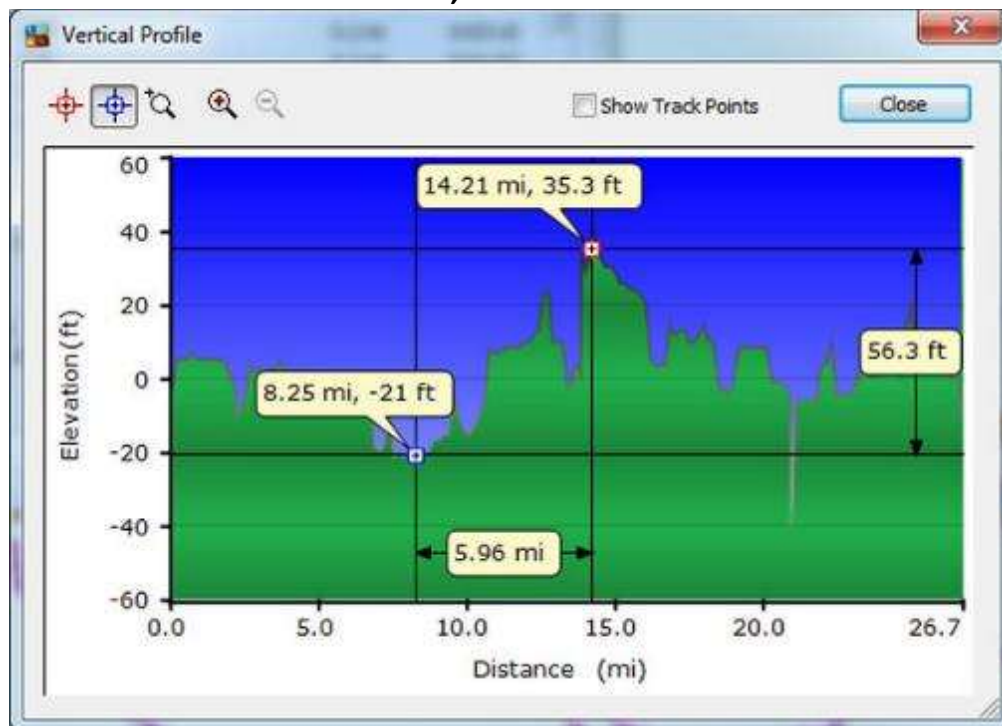 Vertical Profile
Show Track Points
Close
60
40
20
0
-20
-40
-60
Elevation(ft)
14.21 mi, 35.3 ft
8.25 mi, -21 ft
56.3 ft
5.96 mi
0.0 5.0 10.0 15.0 20.0 26.7
Distance (mi)